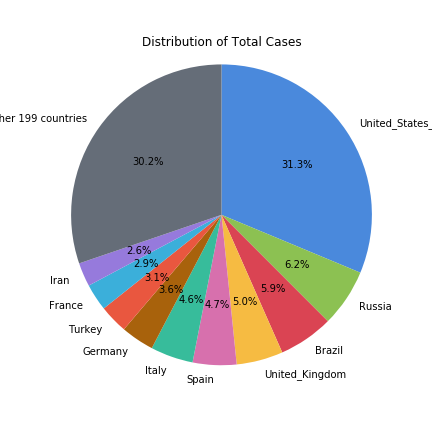 Distribution of Total Cases
her 199 countries
United_States_
30.2%
31.3%
6.2%
Russia
5.9%
Brazil
5.0%
United_Kingdom
4.7%
Spain
4.6%
Italy
3.6%
Germany
3.1%
Turkey
2.9%
France
2.6%
Iran